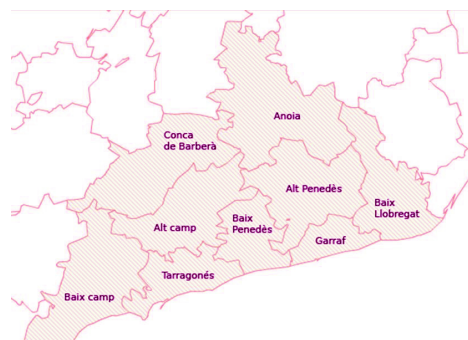 Anoia
Conca
de Barberà
Alt Penedès
Baix
Llobregat
Alt camp
Baix
Penedès
Garraf
Tarragonés
Baix camp